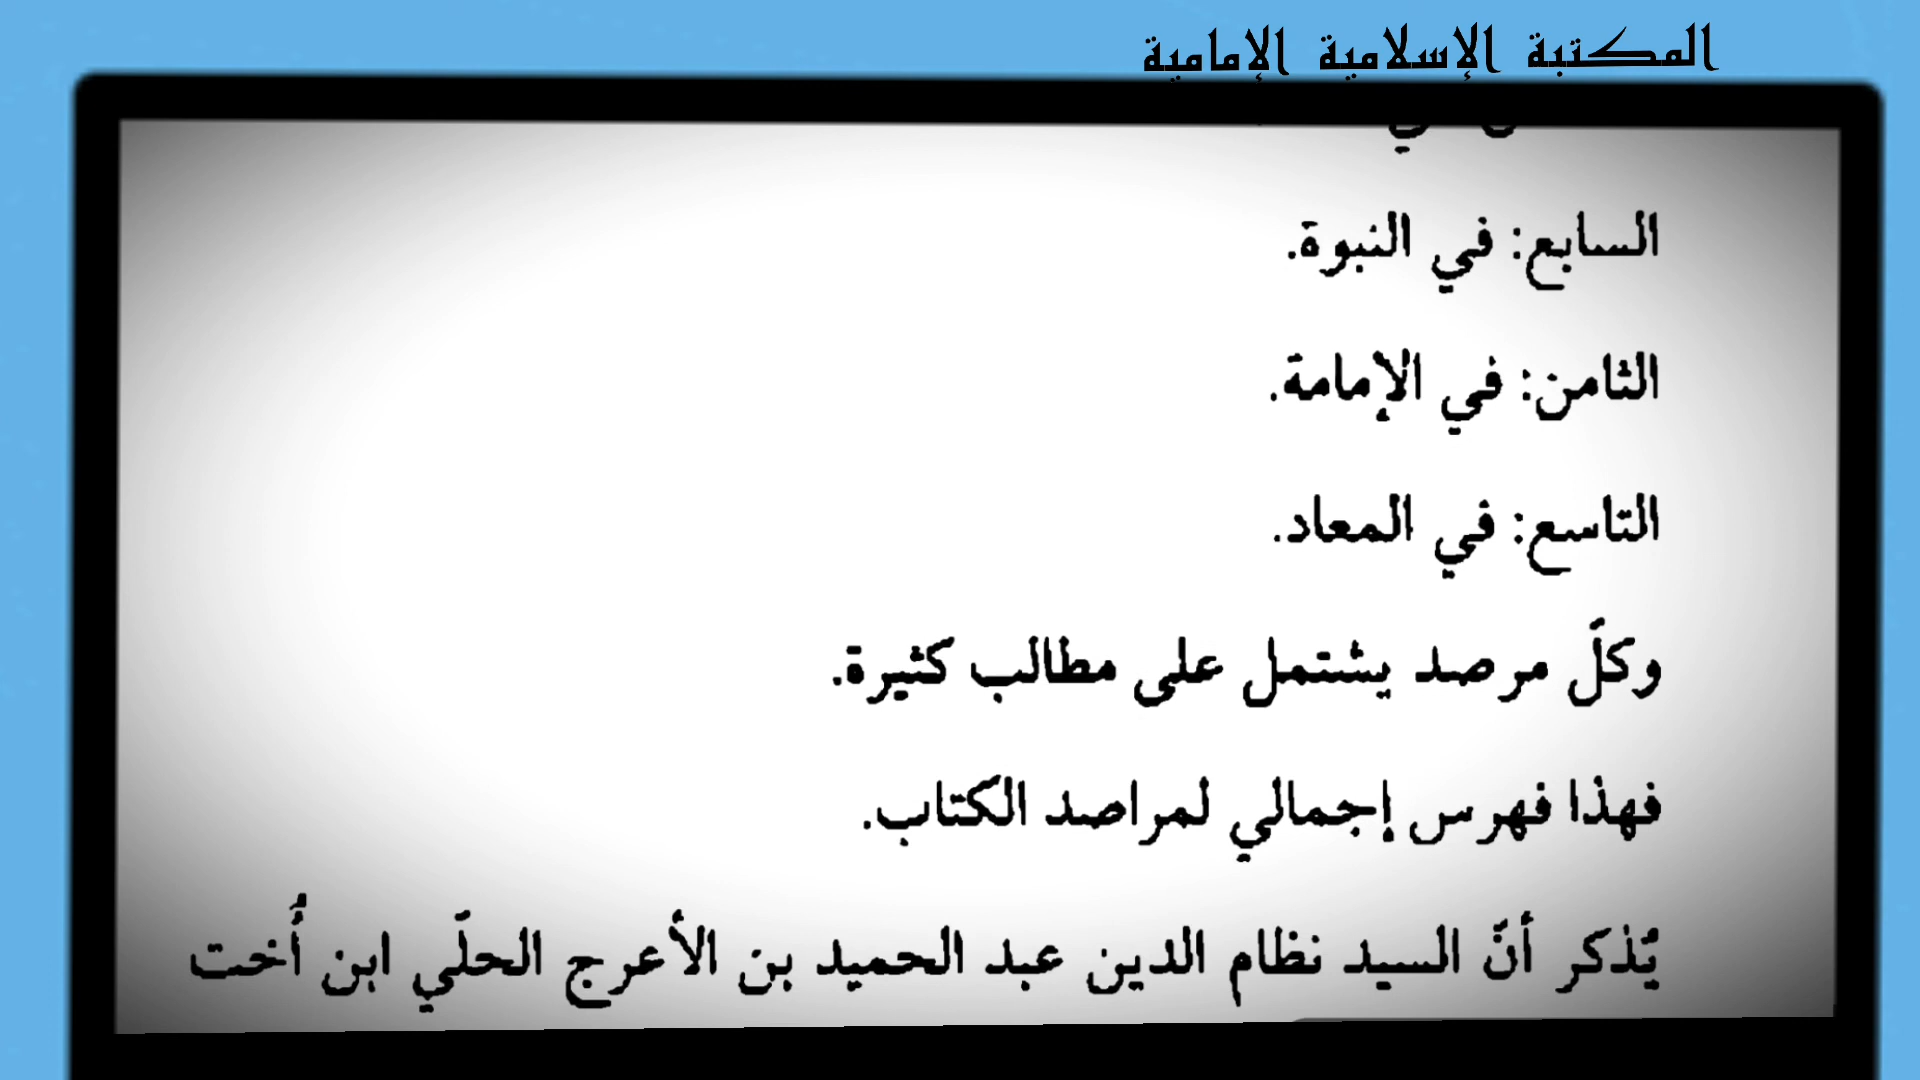 المكتبة الإسلامية الإمامية
السابع: في النبوة.
الثامن: في الإمامة.
التاسع: في المعاد.
وكلّ مرصد يشتمل على مطالب كثيرة.
فهذا فهرس إجمالي لمراصد الكتاب.
يُذكر أنّ السيد نظام الدين عبد الحميد بن الأعرج الحلّي ابن أُخت